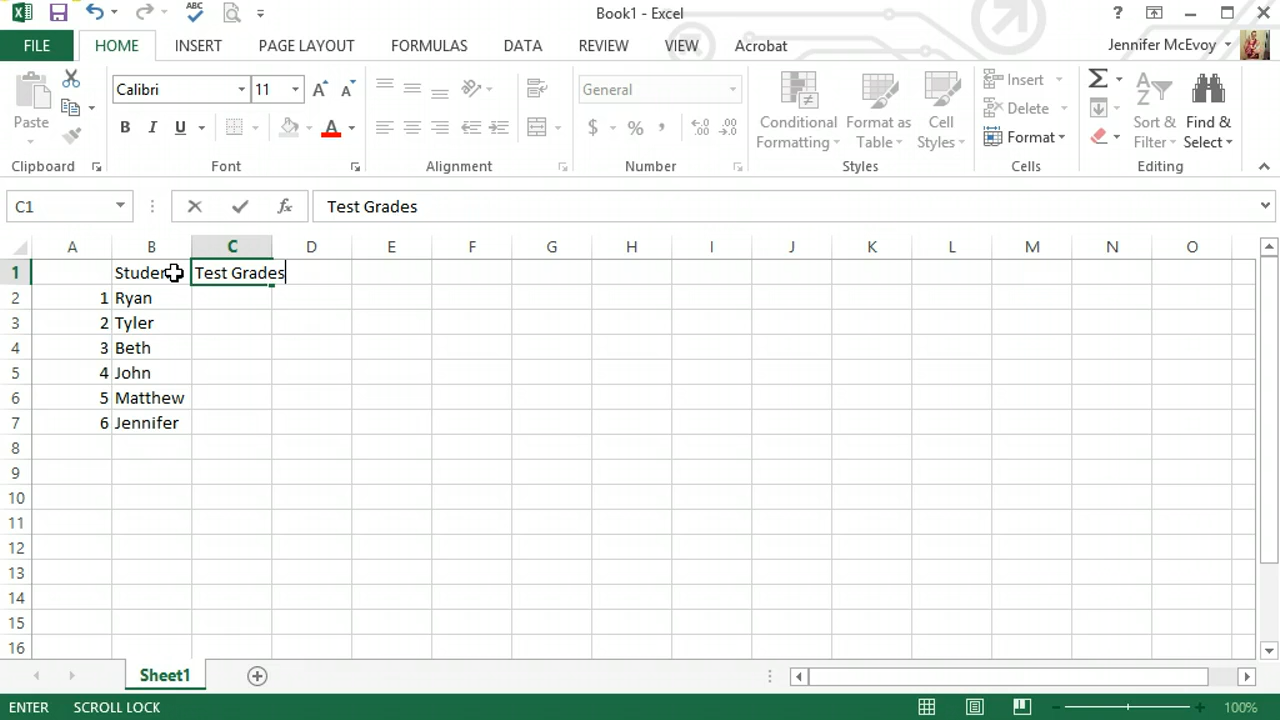 ABC
Book1 - Excel
?
FILE HOME INSERT PAGE LAYOUT FORMULAS DATA REVIEW VIEW Acrobat Jennifer McEvoy
Paste
Clipboard
Calibri 11
B I U A
Font
Alignment
General
$ % ,
Number
Conditional Formatting
Format as Table
Cell Styles
Styles
Insert
Delete
Format
Cells
Σ
Sort & Filter
Find & Select
Editing
C1 fx Test Grades
A B C D E F G H I J K L M N O
1 Test Grades
2 1 Ryan
3 2 Tyler
4 3 Beth
5 4 John
6 5 Matthew
7 6 Jennifer
8
9
10
11
12
13
14
15
16
Sheet1
ENTER SCROLL LOCK 100%